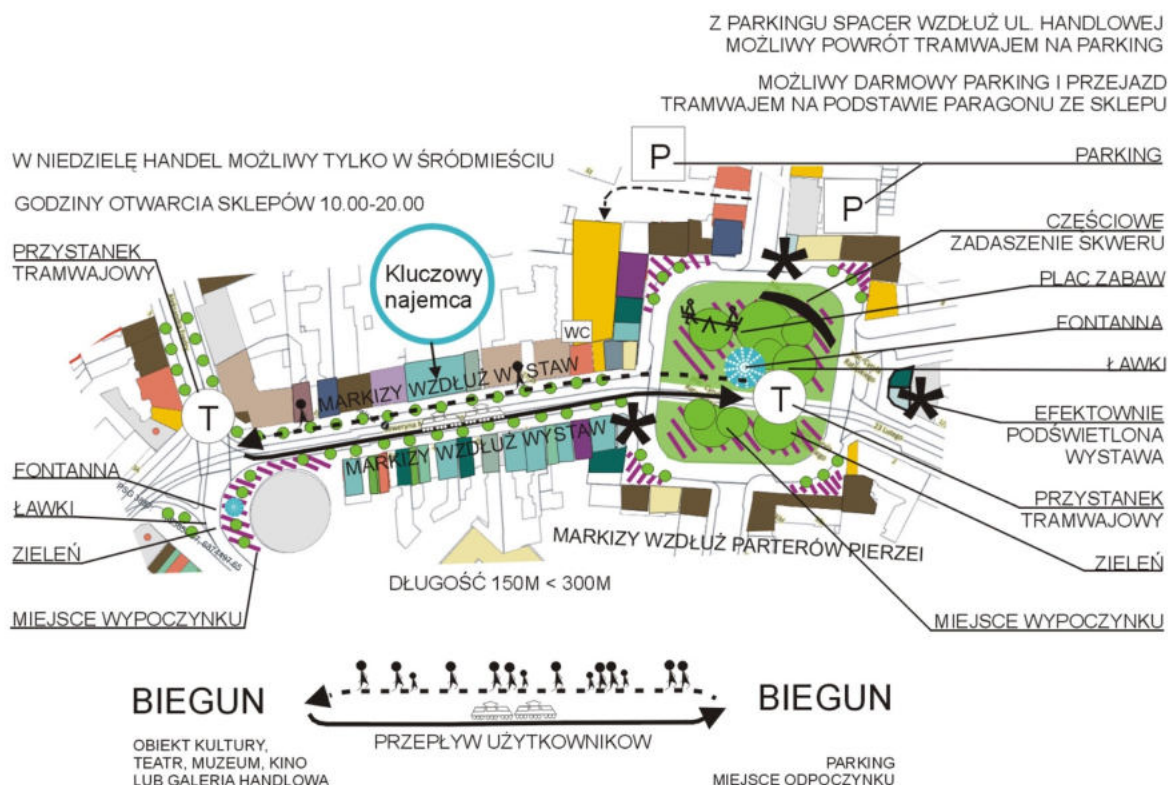 Z PARKINGU SPACER WZDŁUŻ UL. HANDLOWEJ
MOŻLIWY POWRÓT TRAMWAJEM NA PARKING
MOŻLIWY DARMOWY PARKING I PRZEJAZD
TRAMWAJEM NA PODSTAWIE PARAGONU ZE SKLEPU
W NIEDZIELĘ HANDEL MOŻLIWY TYLKO W ŚRÓDMIEŚCIU
GODZINY OTWARCIA SKLEPÓW 10.00-20.00
PRZYSTANEK
TRAMWAJOWY
Kluczowy
najemca
P
P
PARKING
CZĘŚCIOWE
ZADASZENIE SKWERU
PLAC ZABAW
FONTANNA
ŁAWKI
EFEKTOWNIE
PODŚWIETLONA
WYSTAWA
PRZYSTANEK
TRAMWAJOWY
ZIELEŃ
MIEJSCE WYPOCZYNKU
WC
MARKIZY WZDŁUŻ WYSTAW
T
T
MARKIZY WZDŁUŻ WYSTAW
23 Lutego
FONTANNA
ŁAWKI
ZIELEŃ
MIEJSCE WYPOCZYNKU
MARKIZY WZDŁUŻ PARTERÓW PIERZEI
DŁUGOŚĆ 150M < 300M
BIEGUN
OBIEKT KULTURY,
TEATR, MUZEUM, KINO
LUB GALERIA HANDLOWA
PRZEPŁYW UŻYTKOWNIKOW
BIEGUN
PARKING
MIEJSCE ODPOCZYNKU